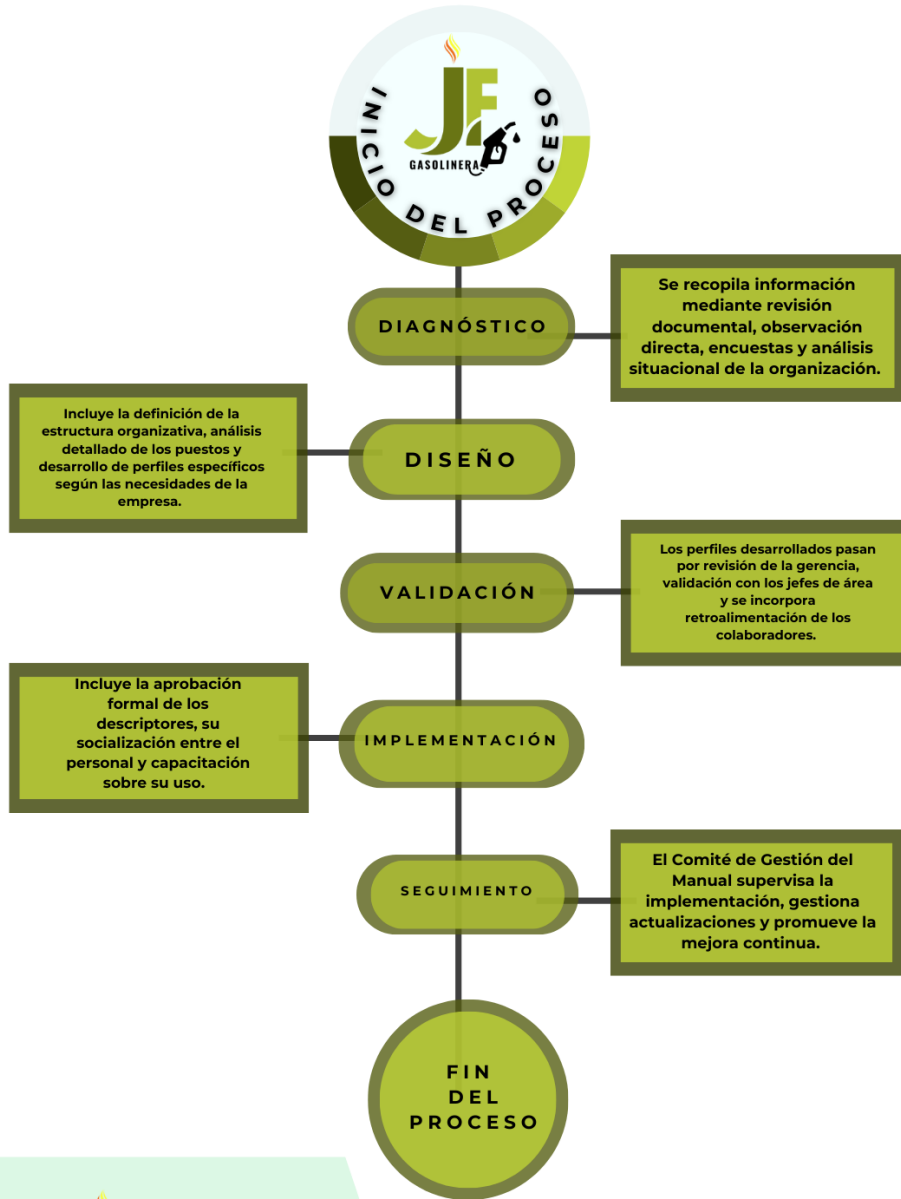 JF
GASOLINERA
INICIO DEL PROCESO
DIAGNÓSTICO
Se recopila información
mediante revisión
documental, observación
directa, encuestas y análisis
situacional de la organización.
Incluye la definición de la
estructura organizativa, análisis
detallado de los puestos y
desarrollo de perfiles específicos
según las necesidades de la
empresa.
DISEÑO
VALIDACIÓN
Los perfiles desarrollados pasan
por revisión de la gerencia,
validación con los jefes de área
y se incorpora
retroalimentación de los
colaboradores.
Incluye la aprobación
formal de los
descriptores, su
socialización entre el
personal y capacitación
sobre su uso.
IMPLEMENTACIÓN
SEGUIMIENTO
El Comité de Gestión del
Manual supervisa la
implementación, gestiona
actualizaciones y promueve la
mejora continua.
FIN
DEL
PROCESO